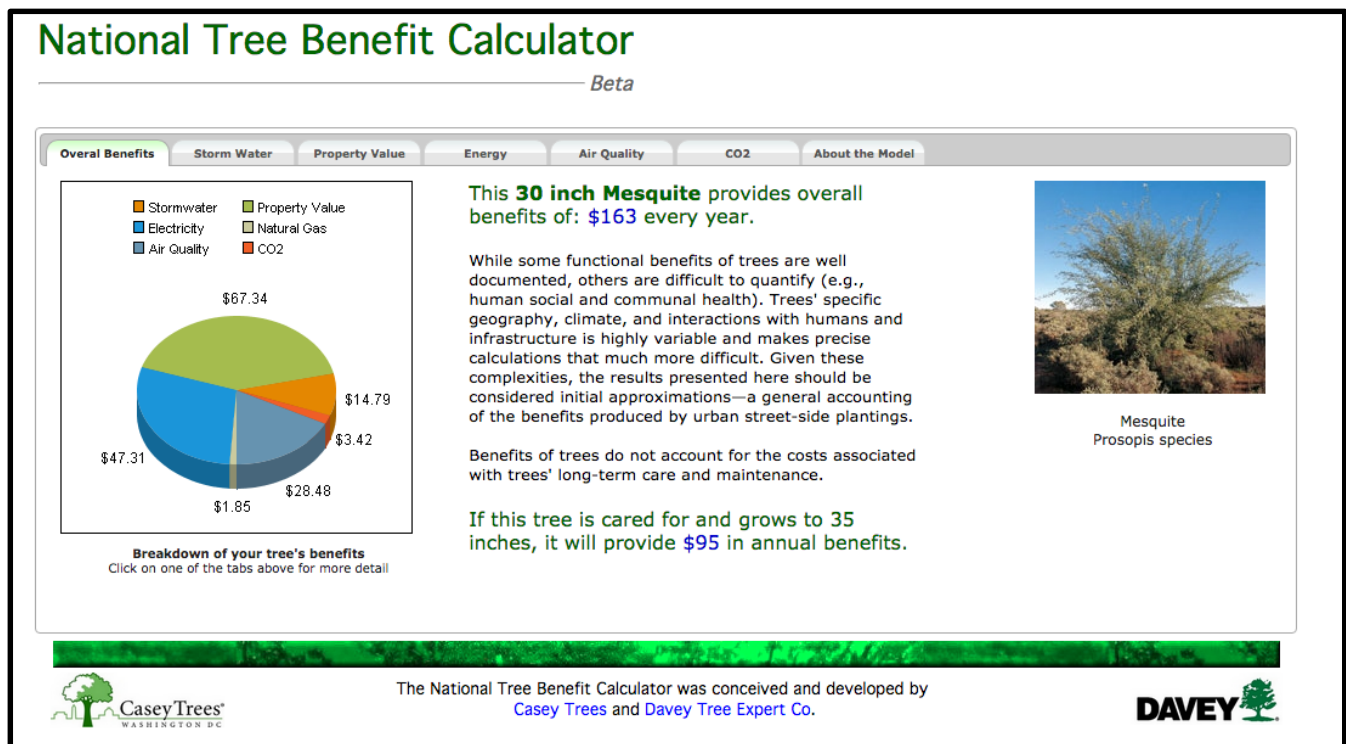 National Tree Benefit Calculator
Beta
Overal Benefits
Storm Water
Property Value
Energy
Air Quality
CO2
About the Model
Stormwater
Property Value
Electricity
Natural Gas
Air Quality
CO2
$67.34
$14.79
$3.42
$47.31
$28.48
$1.85
Breakdown of your tree's benefits
Click on one of the tabs above for more detail
This 30 inch Mesquite provides overall
benefits of: $163 every year.
While some functional benefits of trees are well
documented, others are difficult to quantify (e.g.,
human social and communal health). Trees' specific
geography, climate, and interactions with humans and
infrastructure is highly variable and makes precise
calculations that much more difficult. Given these
complexities, the results presented here should be
considered initial approximations—a general accounting
of the benefits produced by urban street-side plantings.
Benefits of trees do not account for the costs associated
with trees' long-term care and maintenance.
If this tree is cared for and grows to 35
inches, it will provide $95 in annual benefits.
Mesquite
Prosopis species
Casey Trees
WASHINGTON DC
The National Tree Benefit Calculator was conceived and developed by
Casey Trees and Davey Tree Expert Co.
DAVEY